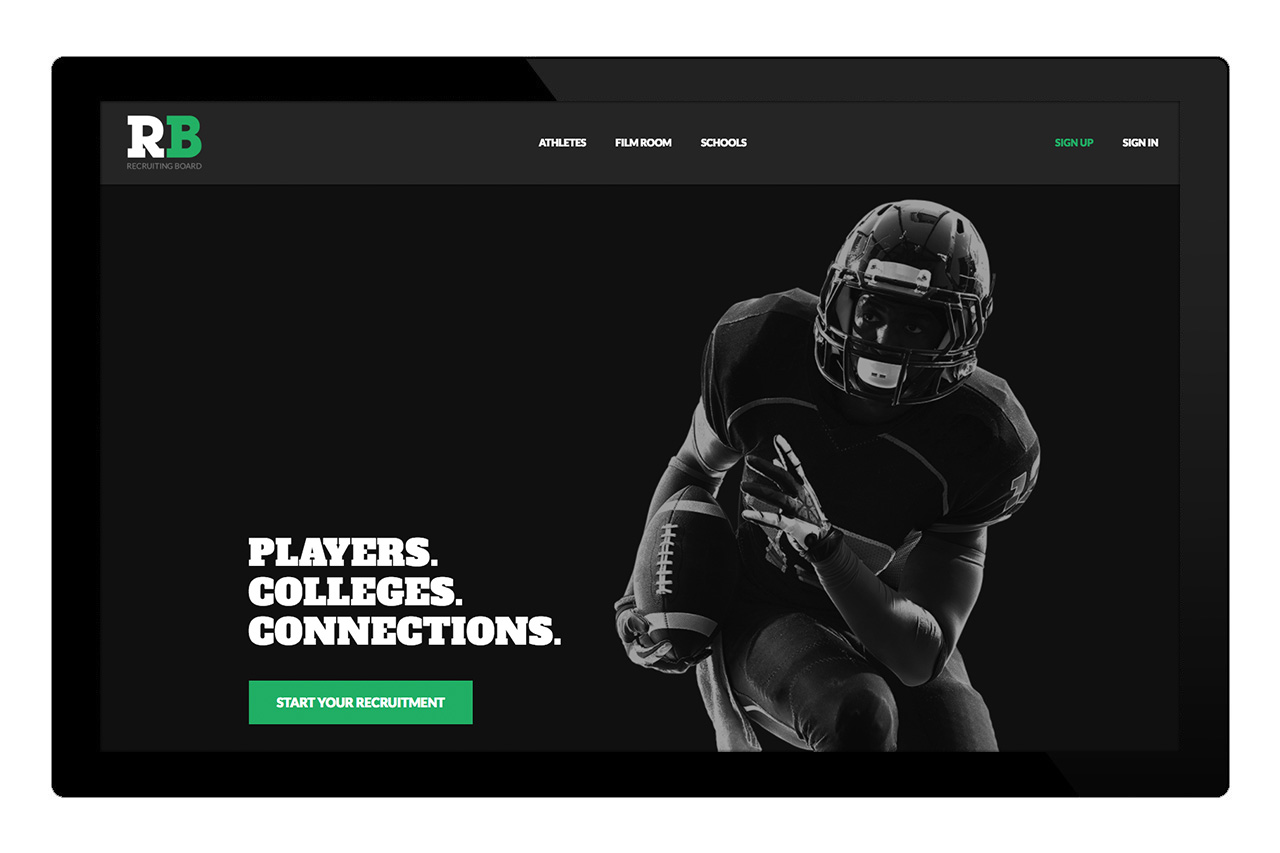 RB
RECRUITING BOARD
ATHLETES FILM ROOM SCHOOLS
SIGN UP SIGN IN
PLAYERS.
COLLEGES.
CONNECTIONS.
START YOUR RECRUITMENT